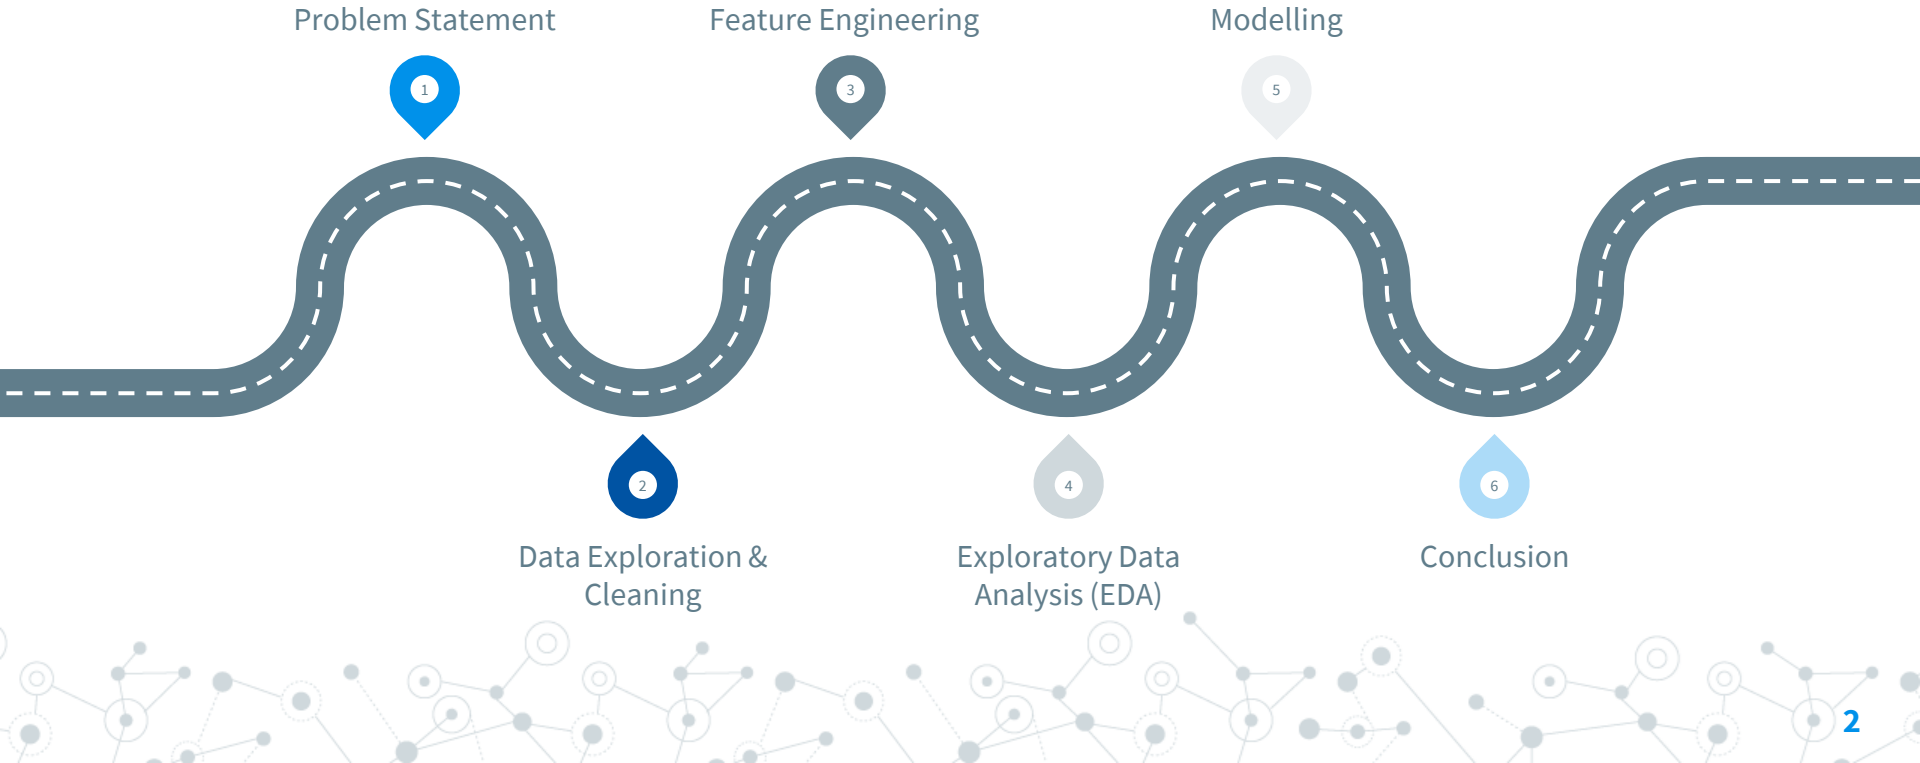 Problem Statement
Feature Engineering
Modelling
1
3
5
2
4
6
Data Exploration &
Cleaning
Exploratory Data
Analysis (EDA)
Conclusion
2